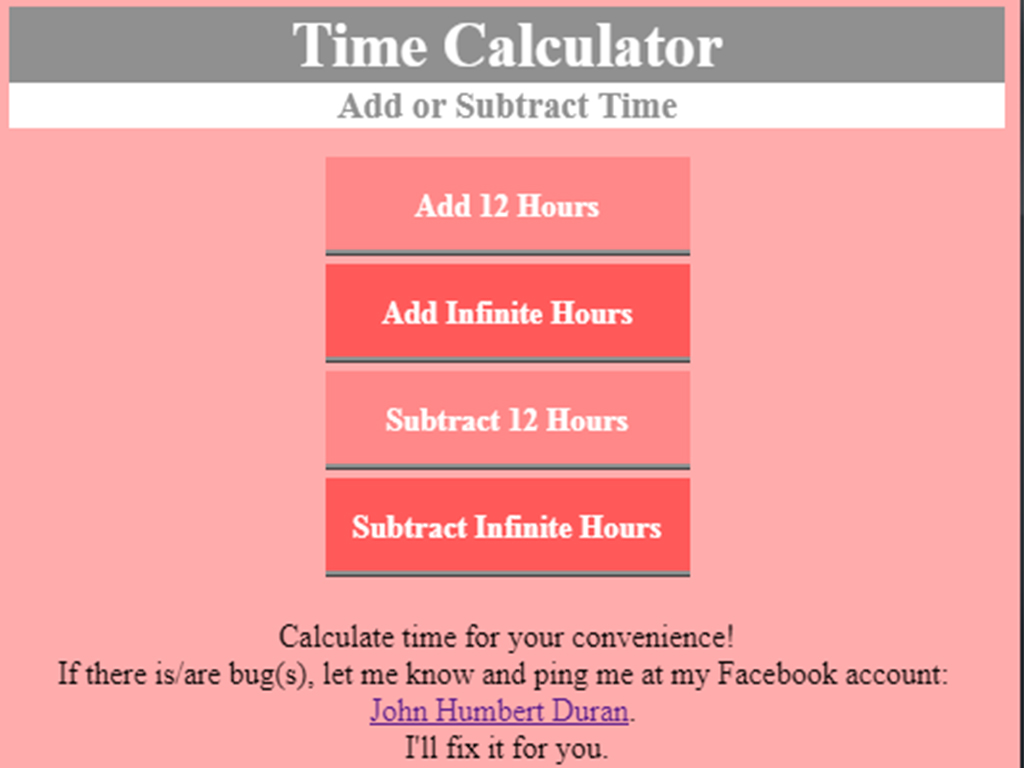 Time Calculator
Add or Subtract Time
Add 12 Hours
Add Infinite Hours
Subtract 12 Hours
Subtract Infinite Hours
Calculate time for your convenience!
If there is/are bug(s), let me know and ping me at my Facebook account:
John Humbert Duran.
I'll fix it for you.